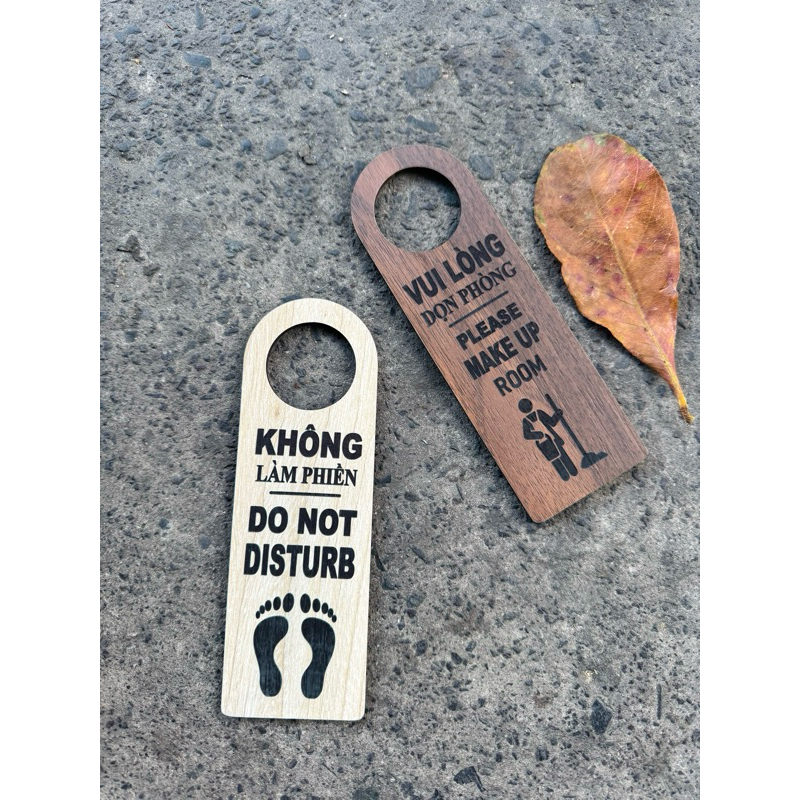 KHÔNG
LÀM PHIỀN
DO NOT
DISTURB
VUI LÒNG
DỌN PHÒNG
PLEASE
MAKE UP
ROOM